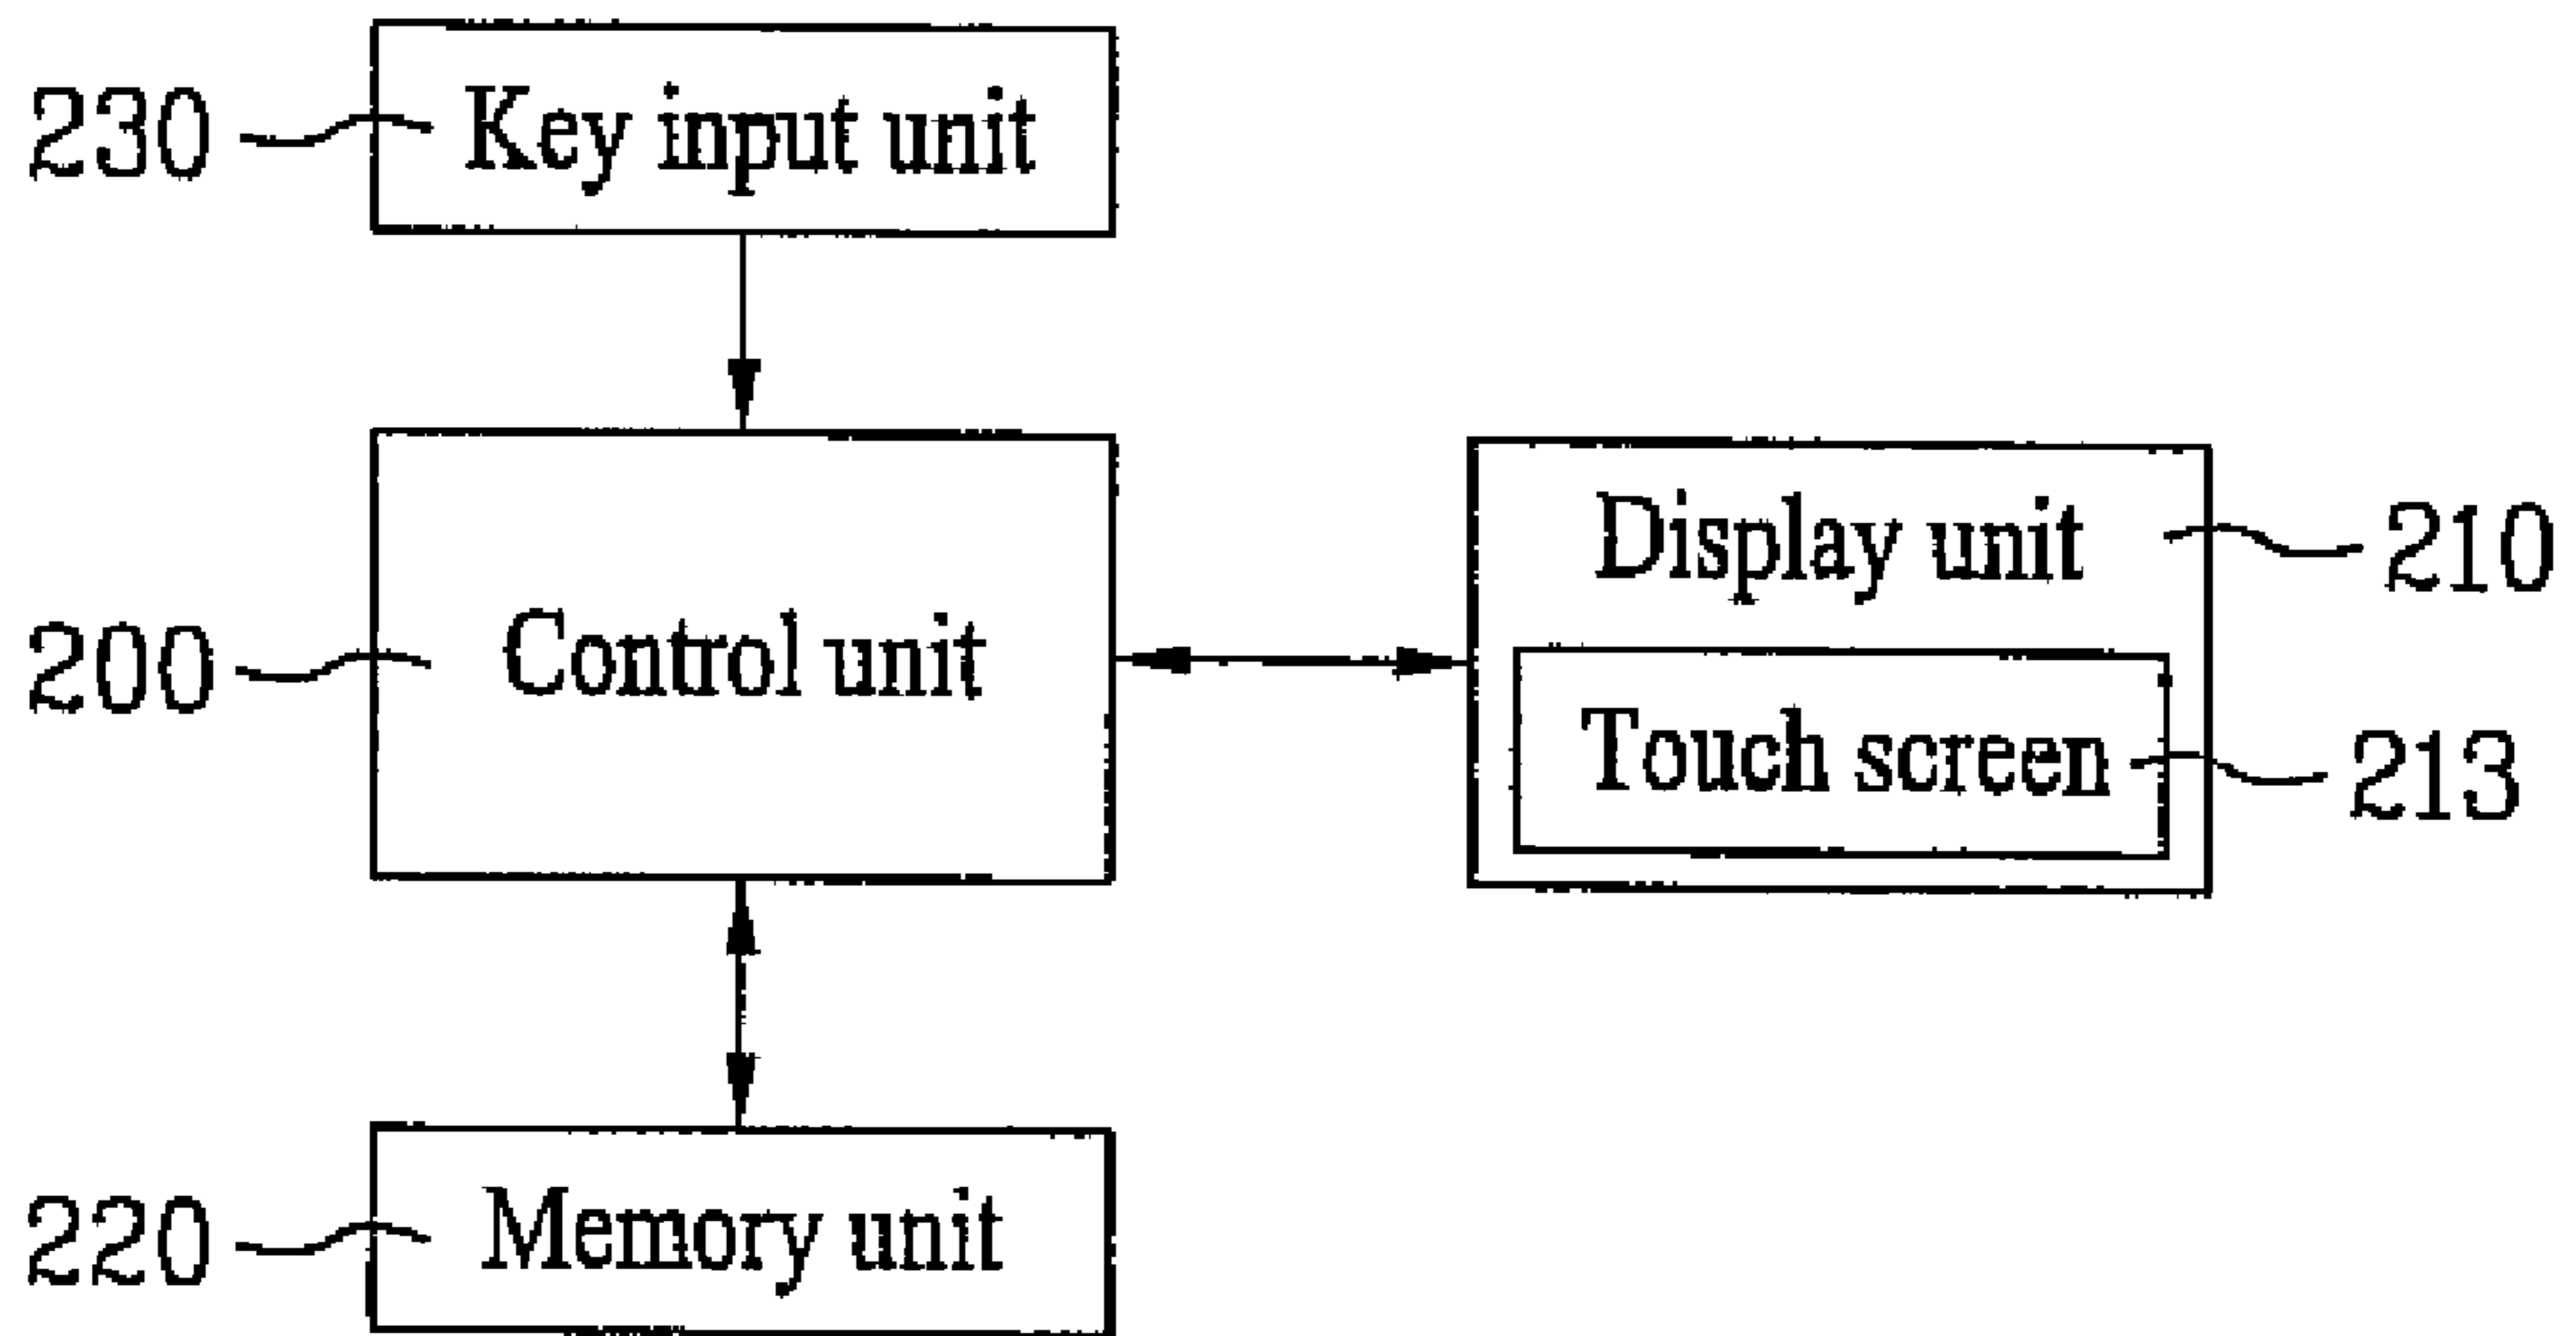 230
Key input unit
Display unit
210
200
Control unit
Touch screen
213
220
Memory unit